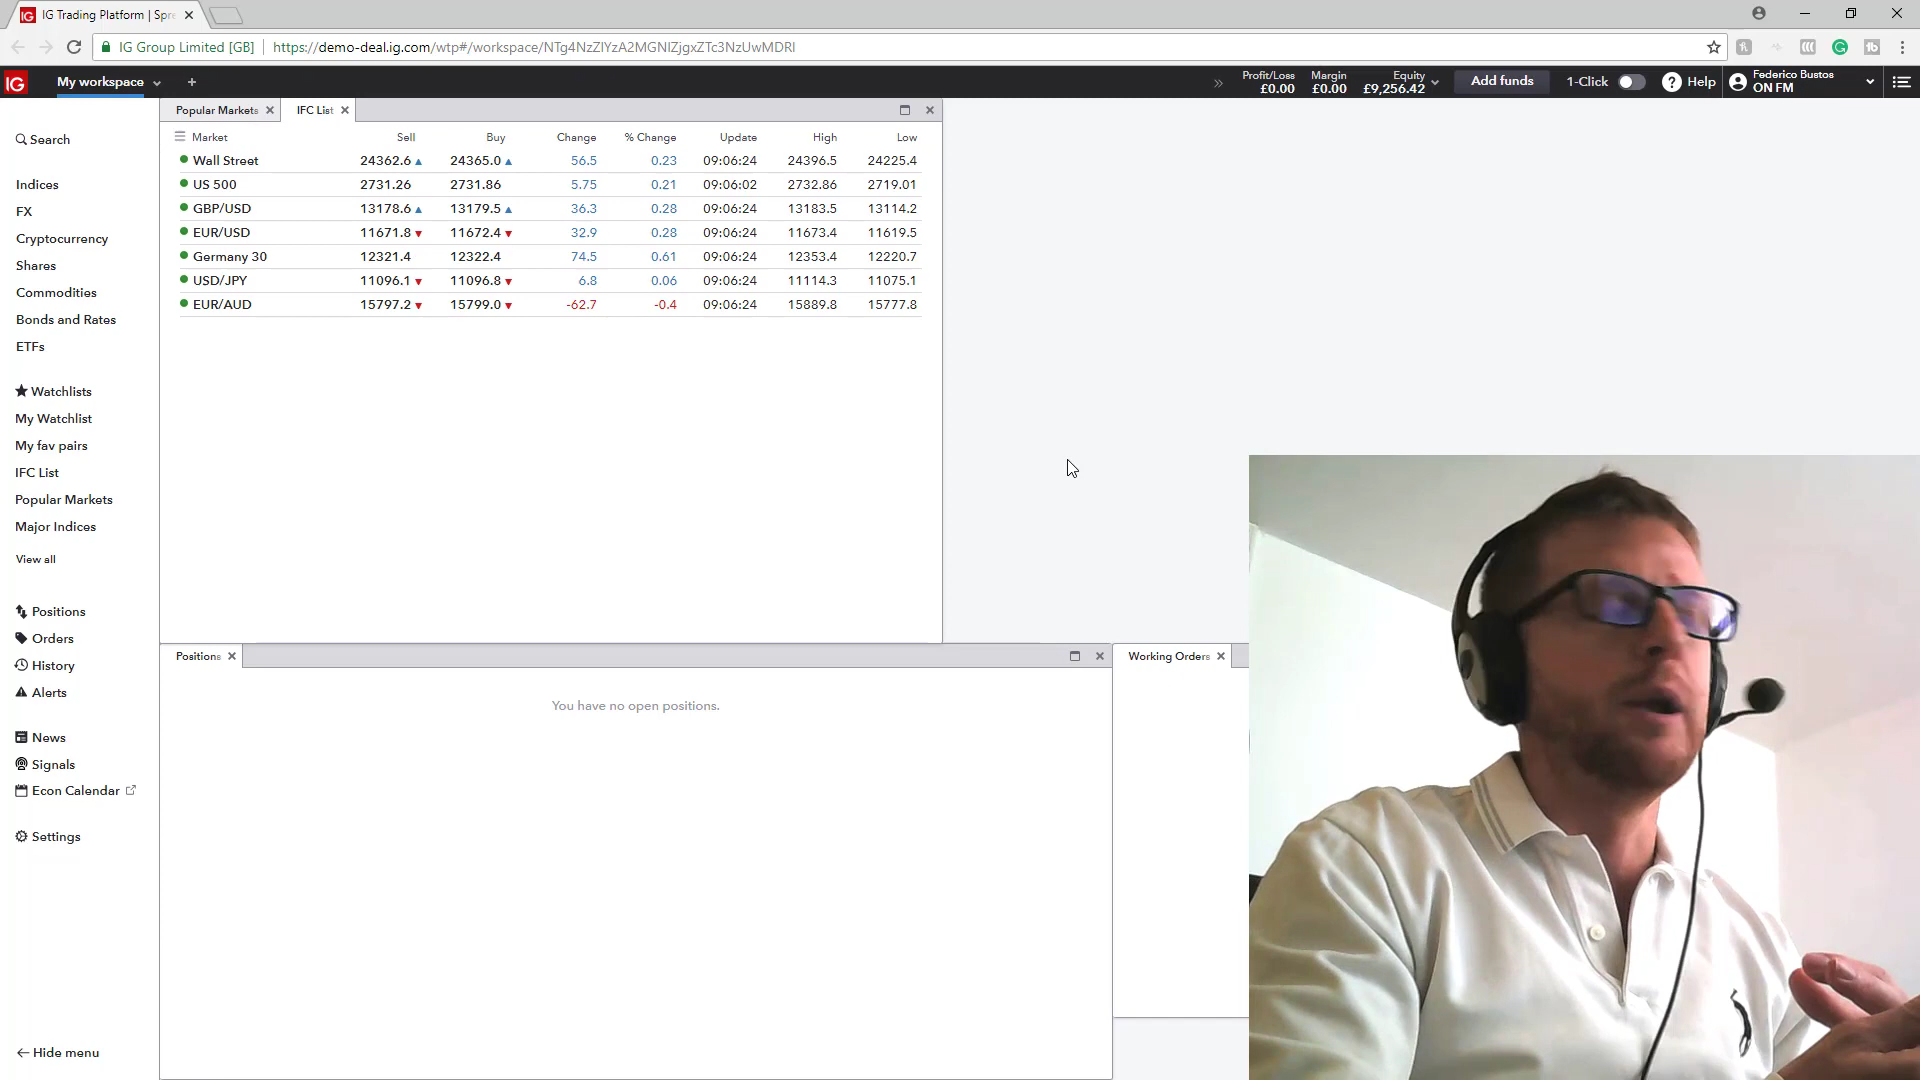 IG Trading Platform | Spre
IG Group Limited [GB] https://demo-deal.ig.com/wtp#/workspace/NTg4NzZlYzA2MGNlZjgxZTc3NzUwMDRl
IG My workspace + » Profit/Loss £0.00 Margin £0.00 Equity £9,256.42 Add funds 1-Click Help Federico Bustos ON FM
Popular Markets IFC List
Search
Indices
FX
Cryptocurrency
Shares
Commodities
Bonds and Rates
ETFs
Watchlists
My Watchlist
My fav pairs
IFC List
Popular Markets
Major Indices
View all
Positions
Orders
History
Alerts
News
Signals
Econ Calendar
Settings
Hide menu
Market Sell Buy Change % Change Update High Low
Wall Street 24362.6 24365.0 56.5 0.23 09:06:24 24396.5 24225.4
US 500 2731.26 2731.86 5.75 0.21 09:06:02 2732.86 2719.01
GBP/USD 13178.6 13179.5 36.3 0.28 09:06:24 13183.5 13114.2
EUR/USD 11671.8 11672.4 32.9 0.28 09:06:24 11673.4 11619.5
Germany 30 12321.4 12322.4 74.5 0.61 09:06:24 12353.4 12220.7
USD/JPY 11096.1 11096.8 6.8 0.06 09:06:24 11114.3 11075.1
EUR/AUD 15797.2 15799.0 -62.7 -0.4 09:06:24 15889.8 15777.8
Positions
You have no open positions.
Working Orders